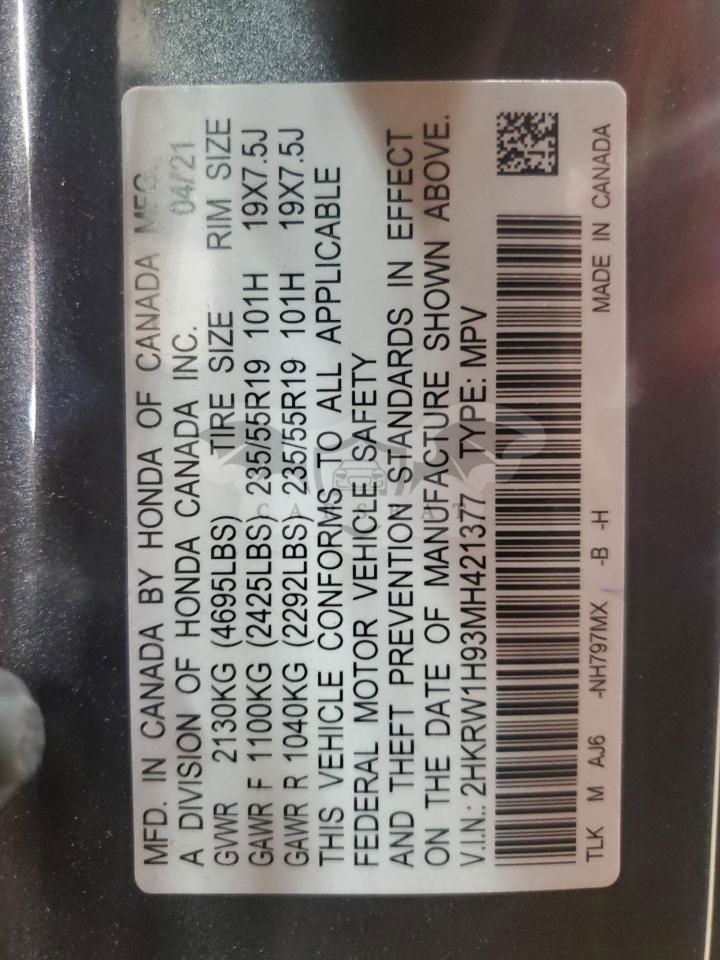 MFD. IN CANADA BY HONDA OF CANADA MFG.
A DIVISION OF HONDA CANADA INC. 04/21
GVWR 2130KG (4695LBS) TIRE SIZE RIM SIZE
GAWR F 1100KG (2425LBS) 235/55R19 101H 19X7.5J
GAWR R 1040KG (2292LBS) 235/55R19 101H 19X7.5J
THIS VEHICLE CONFORMS TO ALL APPLICABLE
FEDERAL MOTOR VEHICLE SAFETY
AND THEFT PREVENTION STANDARDS IN EFFECT
ON THE DATE OF MANUFACTURE SHOWN ABOVE.
V.I.N.: 2HKRW1H93MH421377 TYPE: MPV
TLK M AJ6 -NH797MX -B -H MADE IN CANADA